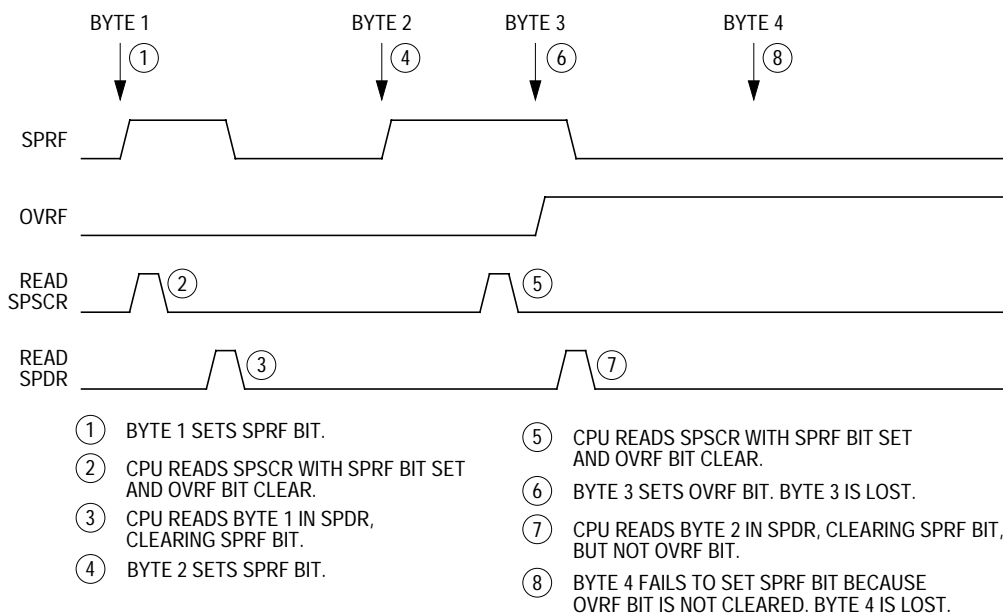 BYTE 1 BYTE 2 BYTE 3 BYTE 4
1 4 6 8
SPRF
OVRF
READ
SPSCR
2 5
READ
SPDR
3 7
1 BYTE 1 SETS SPRF BIT.
2 CPU READS SPSCR WITH SPRF BIT SET
AND OVRF BIT CLEAR.
3 CPU READS BYTE 1 IN SPDR,
CLEARING SPRF BIT.
4 BYTE 2 SETS SPRF BIT.
5 CPU READS SPSCR WITH SPRF BIT SET
AND OVRF BIT CLEAR.
6 BYTE 3 SETS OVRF BIT. BYTE 3 IS LOST.
7 CPU READS BYTE 2 IN SPDR, CLEARING SPRF BIT,
BUT NOT OVRF BIT.
8 BYTE 4 FAILS TO SET SPRF BIT BECAUSE
OVRF BIT IS NOT CLEARED. BYTE 4 IS LOST.